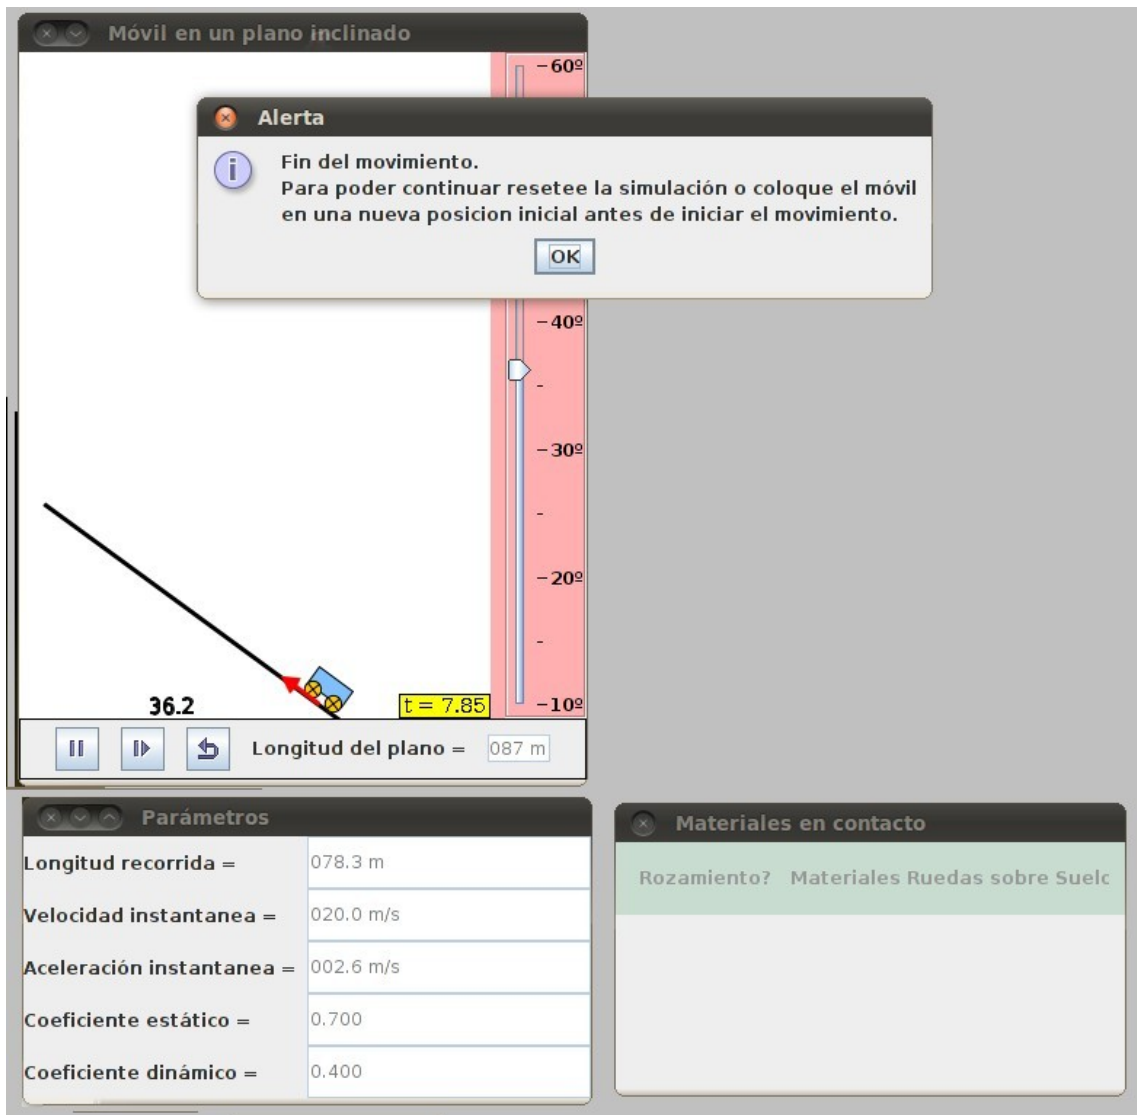 Móvil en un plano inclinado
-60º
Alerta
Fin del movimiento.
Para poder continuar resetee la simulación o coloque el móvil
en una nueva posicion inicial antes de iniciar el movimiento.
OK
-40º
-30º
-20º
36.2
t = 7.85
-10º
Longitud del plano = 087 m
Parámetros
Longitud recorrida = 078.3 m
Velocidad instantanea = 020.0 m/s
Aceleración instantanea = 002.6 m/s
Coeficiente estático = 0.700
Coeficiente dinámico = 0.400
Materiales en contacto
Rozamiento? Materiales Ruedas sobre Suelc